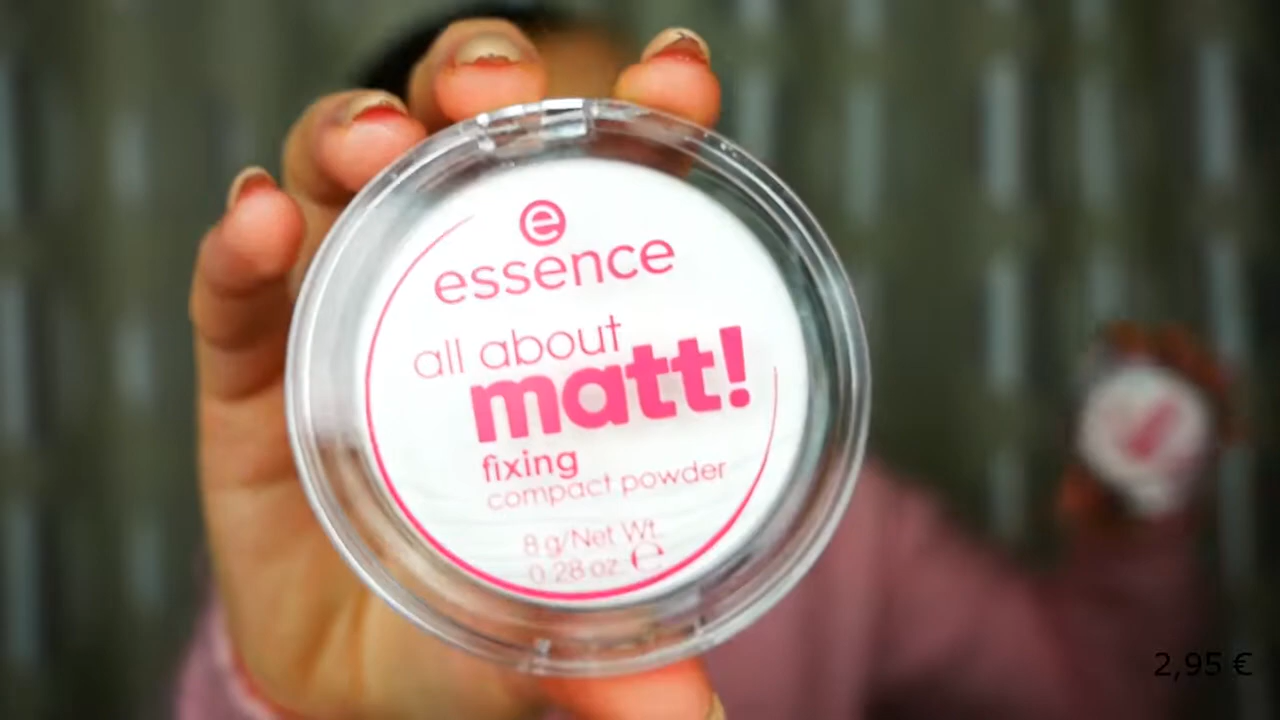 e
essence
all about
matt!
fixing
compact powder
8 g/Net Wt.
0.28 oz. ℮
2,95 €